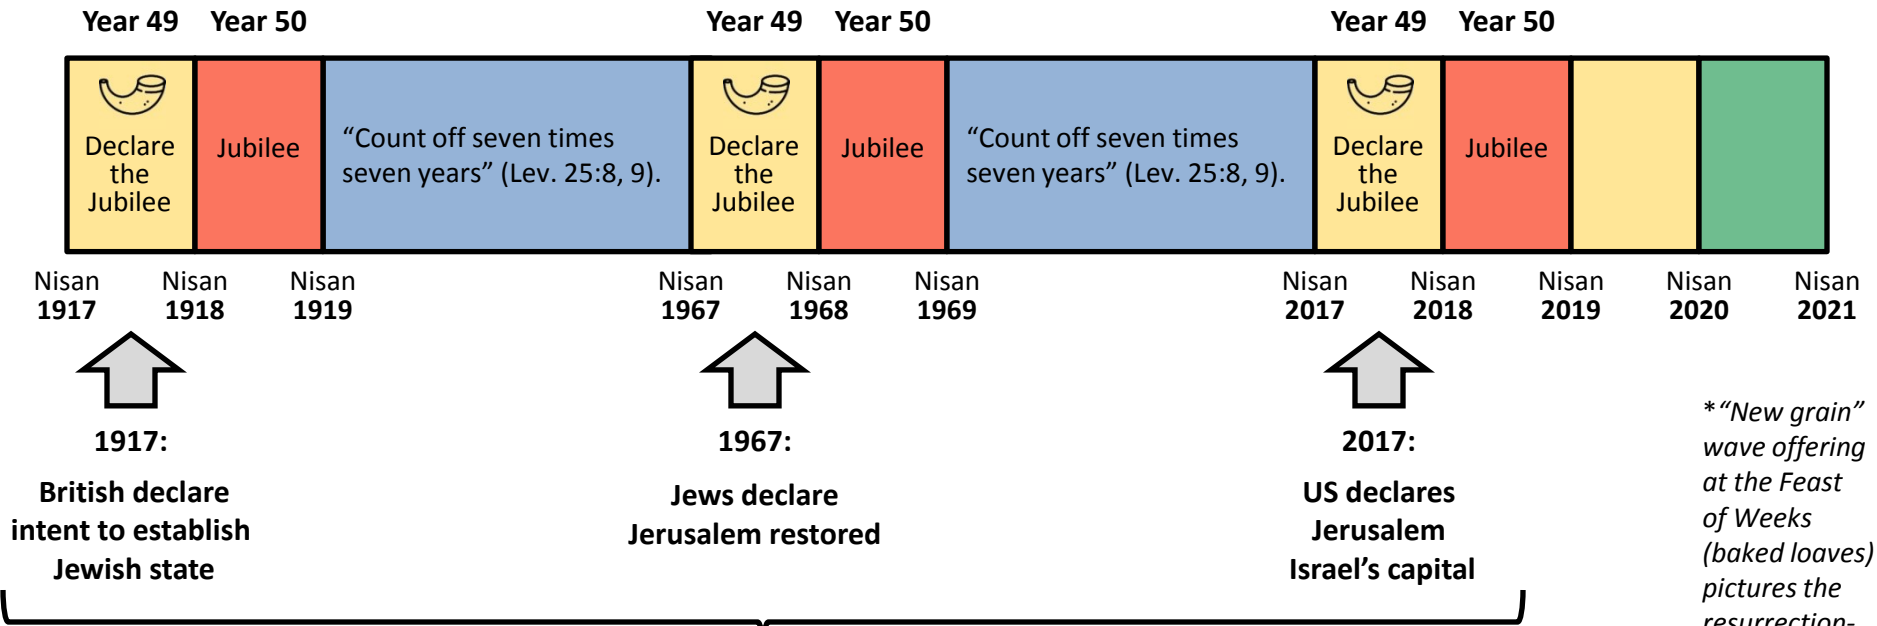 Year 49 Year 50 Year 49 Year 50 Year 49 Year 50
Declare
the
Jubilee
Jubilee
“Count off seven times
seven years” (Lev. 25:8, 9).
Declare
the
Jubilee
Jubilee
“Count off seven times
seven years” (Lev. 25:8, 9).
Declare
the
Jubilee
Jubilee
Nisan
1917
Nisan
1918
Nisan
1919
Nisan
1967
Nisan
1968
Nisan
1969
Nisan
2017
Nisan
2018
Nisan
2019
Nisan
2020
Nisan
2021
1917:
British declare
intent to establish
Jewish state
1967:
Jews declare
Jerusalem restored
2017:
US declares
Jerusalem
Israel’s capital
*“New grain”
wave offering
at the Feast
of Weeks
(baked loaves)
pictures the
resurrection-